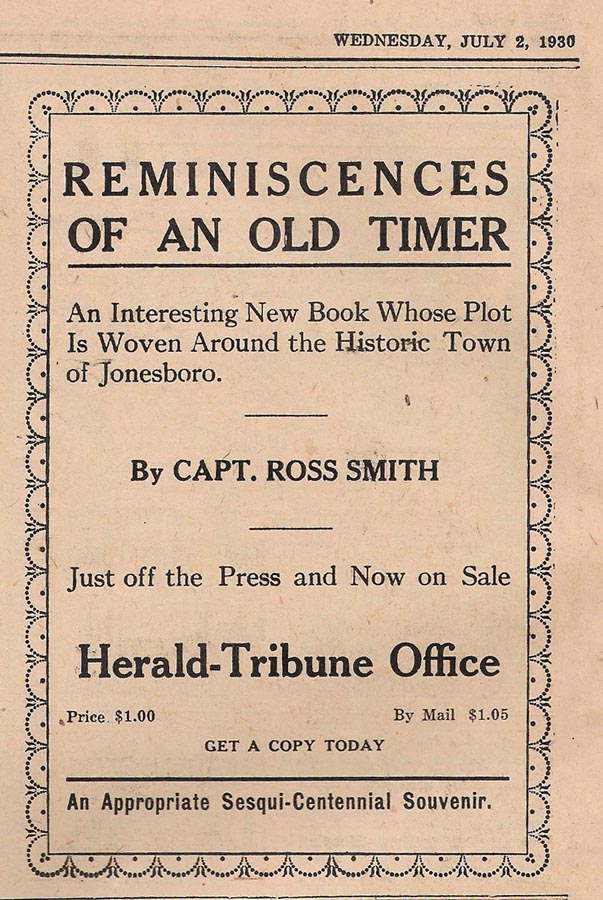 WEDNESDAY, JULY 2, 1930
REMINISCENCES
OF AN OLD TIMER
An Interesting New Book Whose Plot
Is Woven Around the Historic Town
of Jonesboro.
By CAPT. ROSS SMITH
Just off the Press and Now on Sale
Herald-Tribune Office
Price $1.00 By Mail $1.05
GET A COPY TODAY
An Appropriate Sesqui-Centennial Souvenir.